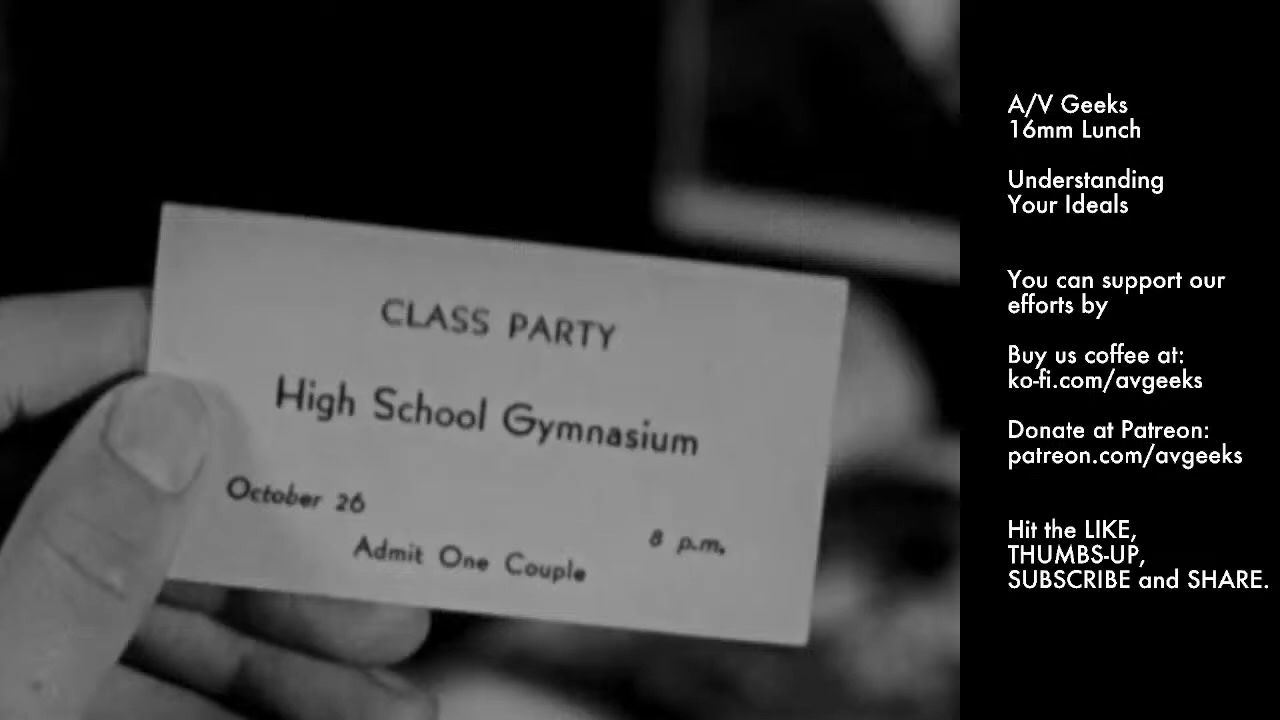 CLASS PARTY
High School Gymnasium
October 26
8 p.m.
Admit One Couple
A/V Geeks
16mm Lunch
Understanding
Your Ideals
You can support our
efforts by
Buy us coffee at:
ko-fi.com/avgeeks
Donate at Patreon:
patreon.com/avgeeks
Hit the LIKE,
THUMBS-UP,
SUBSCRIBE and SHARE.